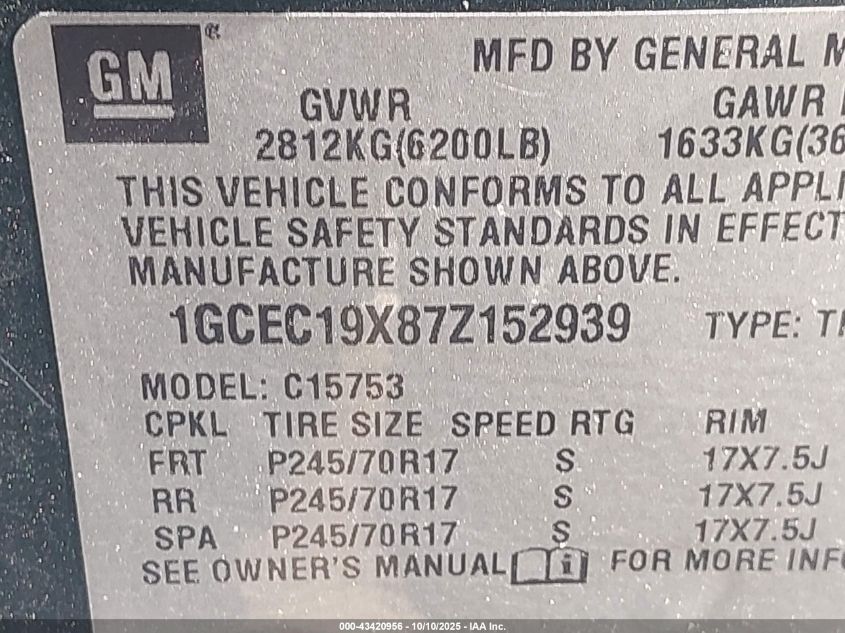 GM
MFD BY GENERAL
GVWR GAWR
2812KG(6200LB) 1633KG(36
THIS VEHICLE CONFORMS TO ALL APPLI
VEHICLE SAFETY STANDARDS IN EFFECT
MANUFACTURE SHOWN ABOVE.
1GCEC19X87Z152939 TYPE:
MODEL: C15753
CPKL TIRE SIZE SPEED RTG RIM
FRT P245/70R17 S 17X7.5J
RR P245/70R17 S 17X7.5J
SPA P245/70R17 S 17X7.5J
SEE OWNER'S MANUAL FOR MORE INFO
000-43420956 - 10/10/2025 - IAA Inc.